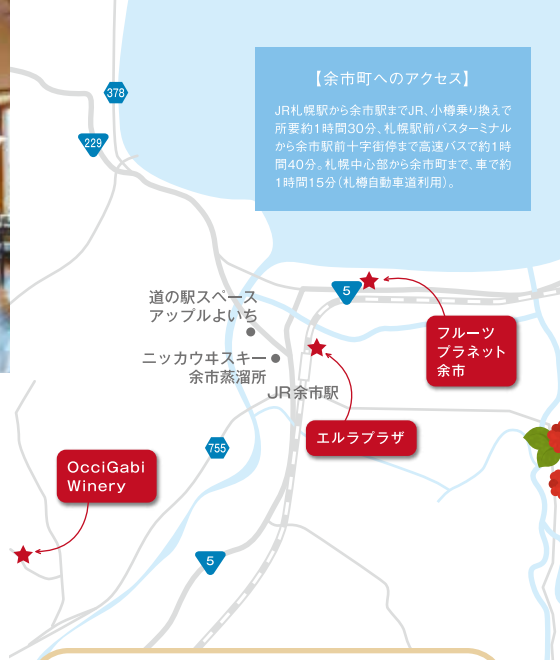 【余市町へのアクセス】
JR札幌駅から余市駅までJR、小樽乗り換えで
所要約1時間30分、札幌駅前バスターミナル
から余市駅前十字街停まで高速バスで約1時
間40分。札幌中心部から余市町まで、車で約
1時間15分(札樽自動車道利用)。
378
229
5
道の駅スペース
アップルよいち
フルーツ
プラネット
余市
ニッカウヰスキー
余市蒸溜所
JR余市駅
エルラプラザ
755
OcciGabi
Winery
5